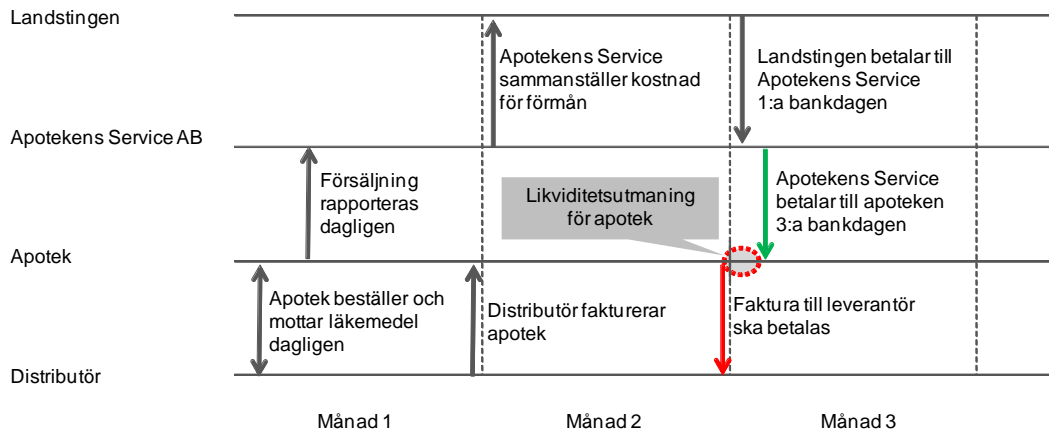 Landstingen
Apotekens Service
sammanställer kostnad
för förmån
Landstingen betalar till
Apotekens Service
1:a bankdagen
Apotekens Service AB
Försäljning
rapporteras
dagligen
Likviditetsutmaning
för apotek
Apotekens Service
betalar till apoteken
3:a bankdagen
Apotek
Apotek beställer och
mottar läkemedel
dagligen
Distributör fakturerar
apotek
Faktura till leverantör
ska betalas
Distributör
Månad 1
Månad 2
Månad 3